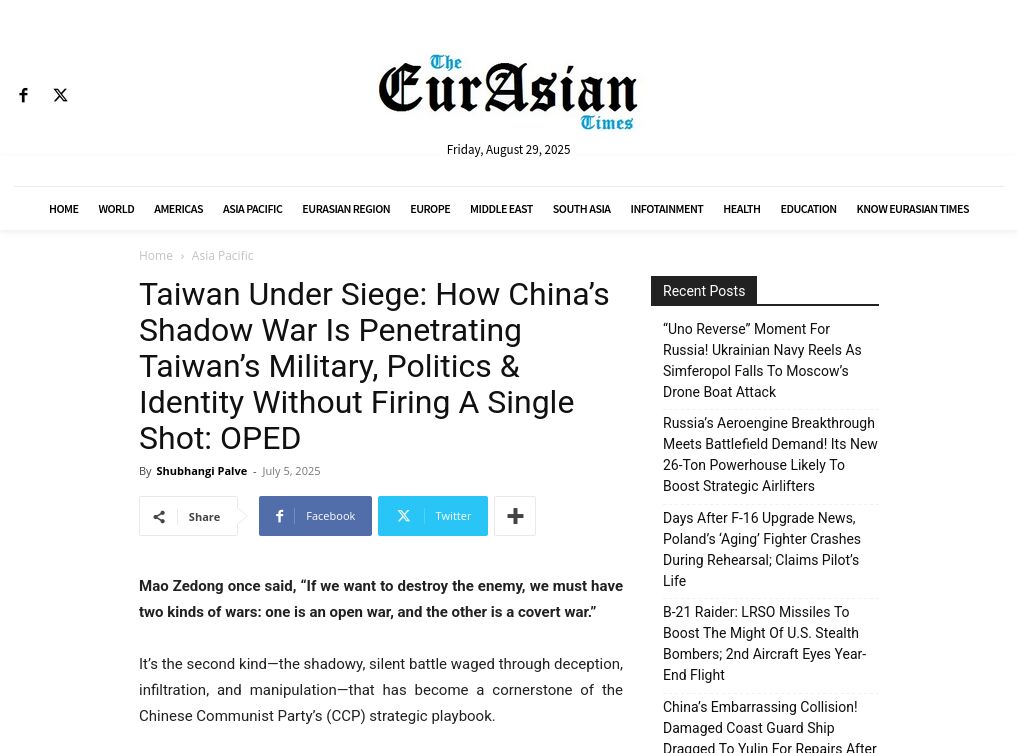 The
EurAsian
Times
Friday, August 29, 2025
HOME WORLD AMERICAS ASIA PACIFIC EURASIAN REGION EUROPE MIDDLE EAST SOUTH ASIA INFOTAINMENT HEALTH EDUCATION KNOW EURASIAN TIMES
Home › Asia Pacific
Taiwan Under Siege: How China’s
Shadow War Is Penetrating
Taiwan’s Military, Politics &
Identity Without Firing A Single
Shot: OPED
By Shubhangi Palve - July 5, 2025
Share Facebook Twitter
Mao Zedong once said, “If we want to destroy the enemy, we must have
two kinds of wars: one is an open war, and the other is a covert war.”
It’s the second kind—the shadowy, silent battle waged through deception,
infiltration, and manipulation—that has become a cornerstone of the
Chinese Communist Party’s (CCP) strategic playbook.
Recent Posts
“Uno Reverse” Moment For
Russia! Ukrainian Navy Reels As
Simferopol Falls To Moscow’s
Drone Boat Attack
Russia’s Aeroengine Breakthrough
Meets Battlefield Demand! Its New
26-Ton Powerhouse Likely To
Boost Strategic Airlifters
Days After F-16 Upgrade News,
Poland’s ‘Aging’ Fighter Crashes
During Rehearsal; Claims Pilot’s
Life
B-21 Raider: LRSO Missiles To
Boost The Might Of U.S. Stealth
Bombers; 2nd Aircraft Eyes Year-
End Flight
China’s Embarrassing Collision!
Damaged Coast Guard Ship
Dragged To Yulin For Repairs After